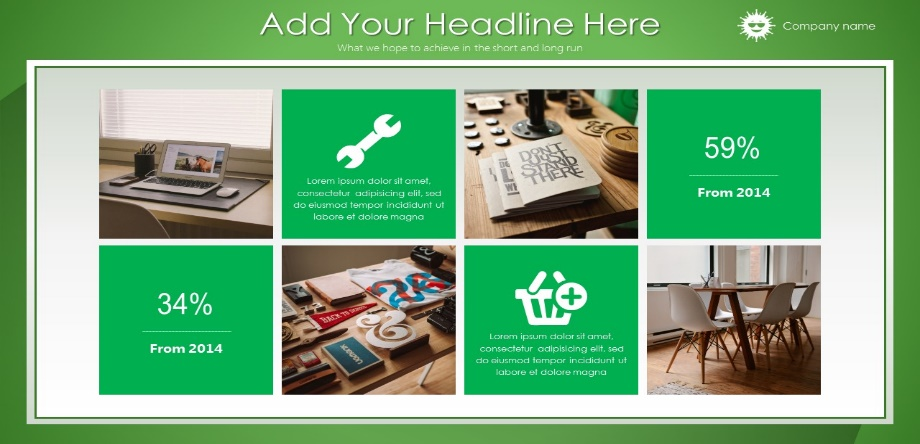 Add Your Headline Here
What we hope to achieve in the short and long run
Company name
Lorem ipsum dolor sit amet,
consectetur adipisicing elit, sed
do eiusmod tempor incididunt ut
labore et dolore magna
DON'T
JUST
STAND
THERE
59%
From 2014
34%
From 2014
26
BACK TO
&
Lorem ipsum dolor sit amet,
consectetur adipisicing elit, sed
do eiusmod tempor incididunt ut
labore et dolore magna